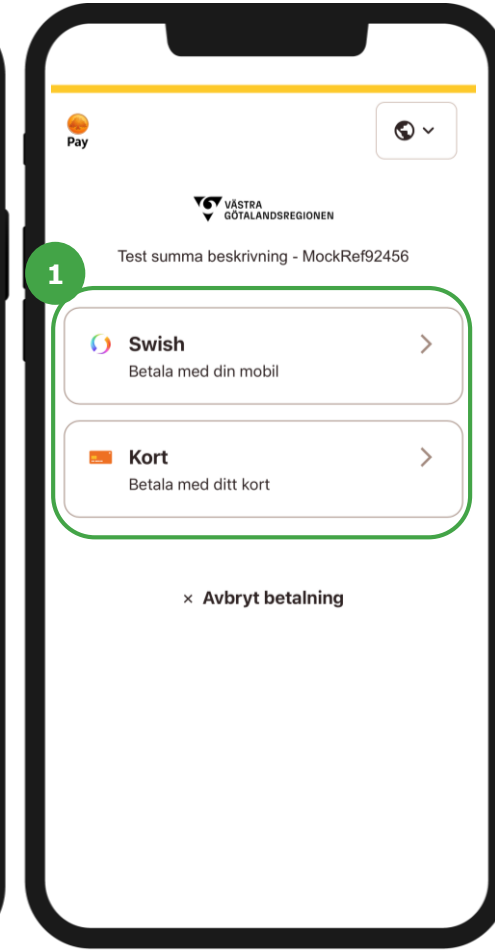 Pay
VÄSTRA
GÖTALANDSREGIONEN
Test summa beskrivning - MockRef92456
1
Swish
Betala med din mobil
Kort
Betala med ditt kort
× Avbryt betalning